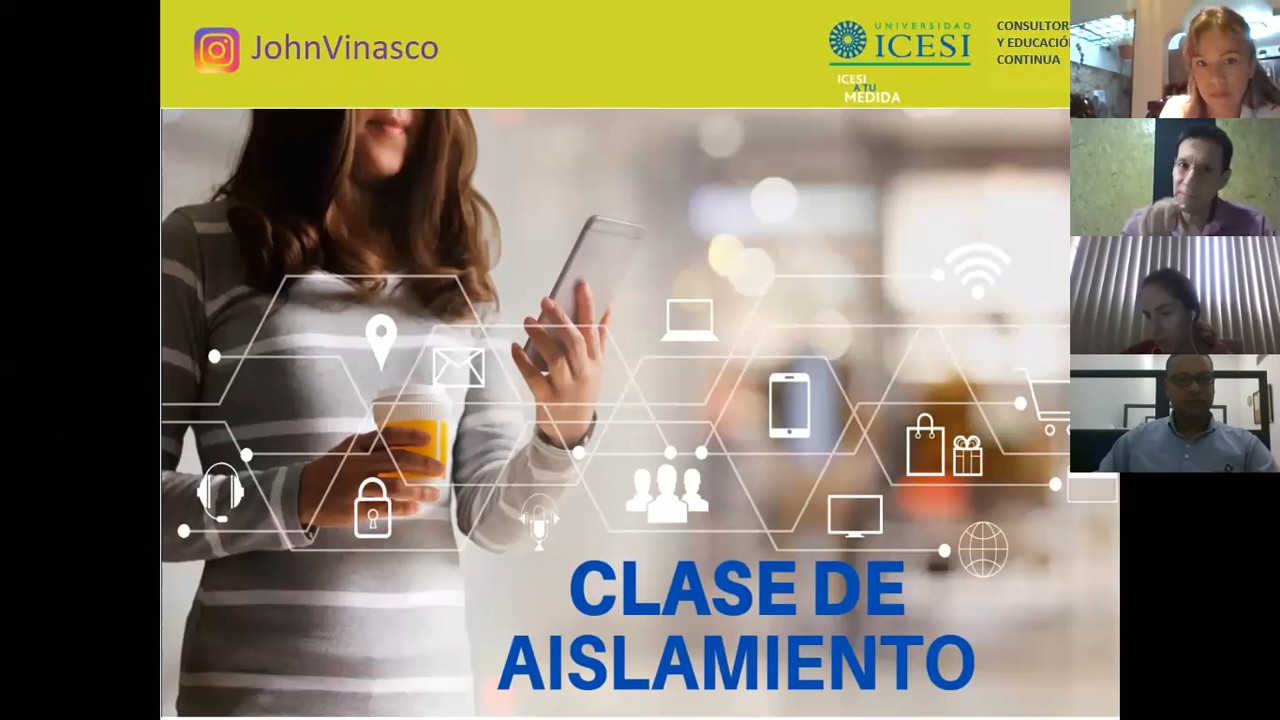 JohnVinasco
UNIVERSIDAD
ICESI
ICESI
A TU
MEDIDA
CONSULTOR
Y EDUCACIÓ
CONTINUA
CLASE DE
AISLAMIENTO